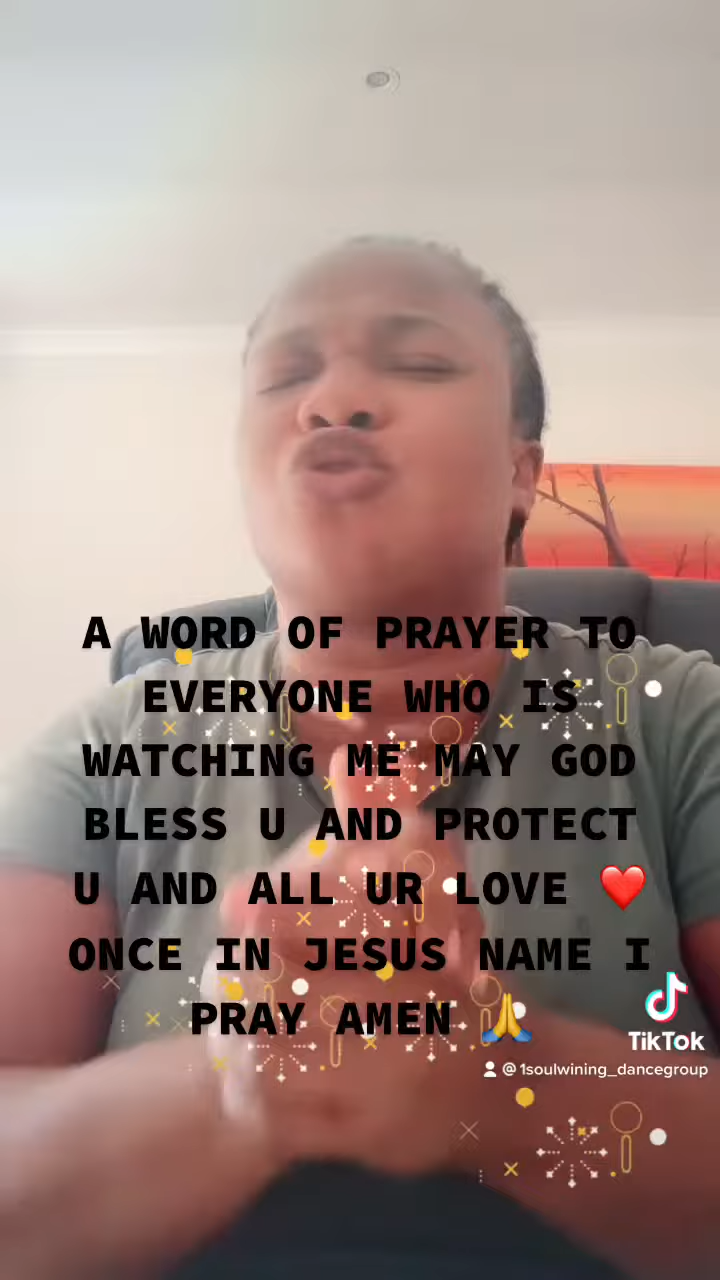 A WORD OF PRAYER TO
EVERYONE WHO IS
WATCHING ME MAY GOD
BLESS U AND PROTECT
U AND ALL UR LOVE ❤️
ONCE IN JESUS NAME I
PRAY AMEN 🙏
TikTok
@1soulwining_dancegroup